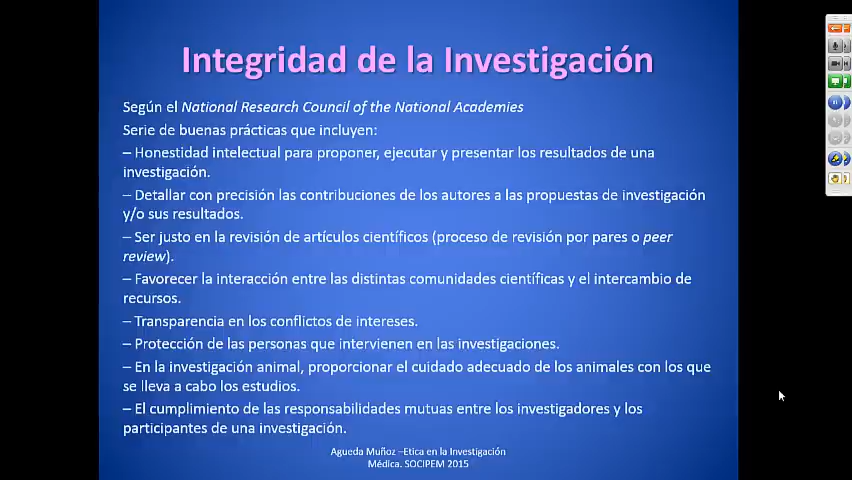 Integridad de la Investigación
Según el National Research Council of the National Academies
Serie de buenas prácticas que incluyen:
– Honestidad intelectual para proponer, ejecutar y presentar los resultados de una
investigación.
– Detallar con precisión las contribuciones de los autores a las propuestas de investigación
y/o sus resultados.
– Ser justo en la revisión de artículos científicos (proceso de revisión por pares o peer
review).
– Favorecer la interacción entre las distintas comunidades científicas y el intercambio de
recursos.
– Transparencia en los conflictos de intereses.
– Protección de las personas que intervienen en las investigaciones.
– En la investigación animal, proporcionar el cuidado adecuado de los animales con los que
se lleva a cabo los estudios.
– El cumplimiento de las responsabilidades mutuas entre los investigadores y los
participantes de una investigación.
Agueda Muñoz –Etica en la Investigación
Médica. SOCIPEM 2015